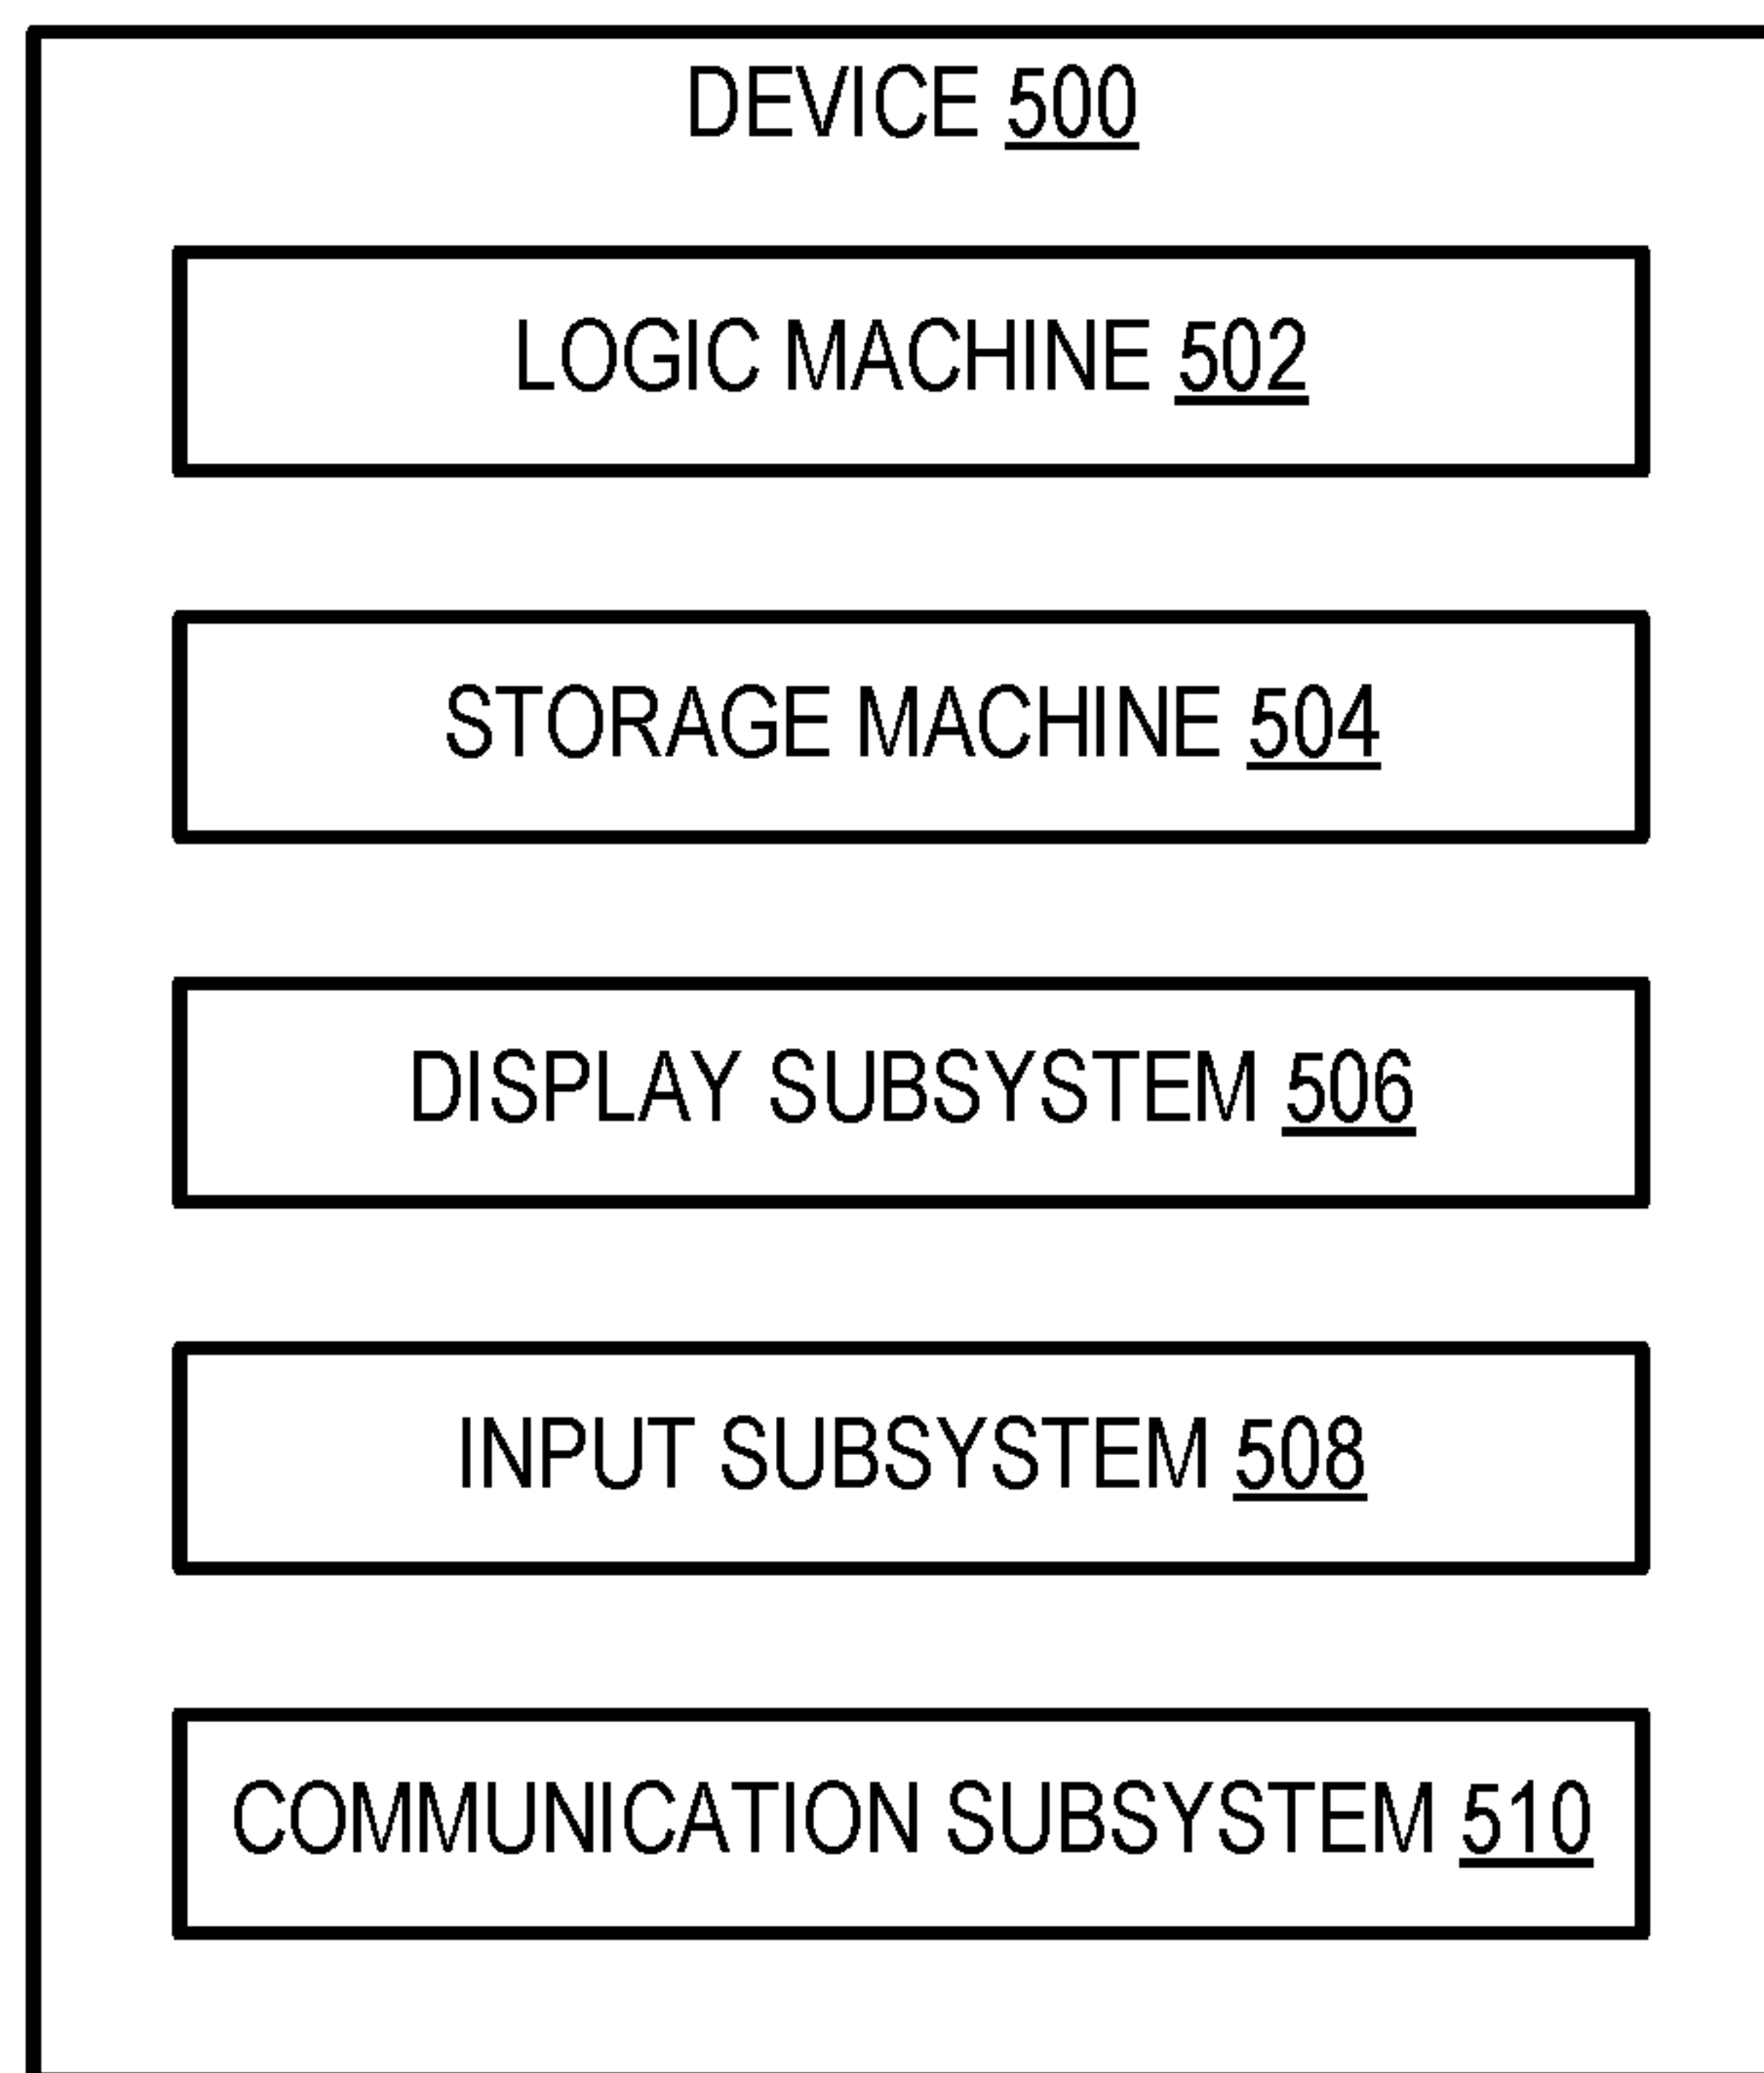 DEVICE 500
LOGIC MACHINE 502
STORAGE MACHINE 504
DISPLAY SUBSYSTEM 506
INPUT SUBSYSTEM 508
COMMUNICATION SUBSYSTEM 510